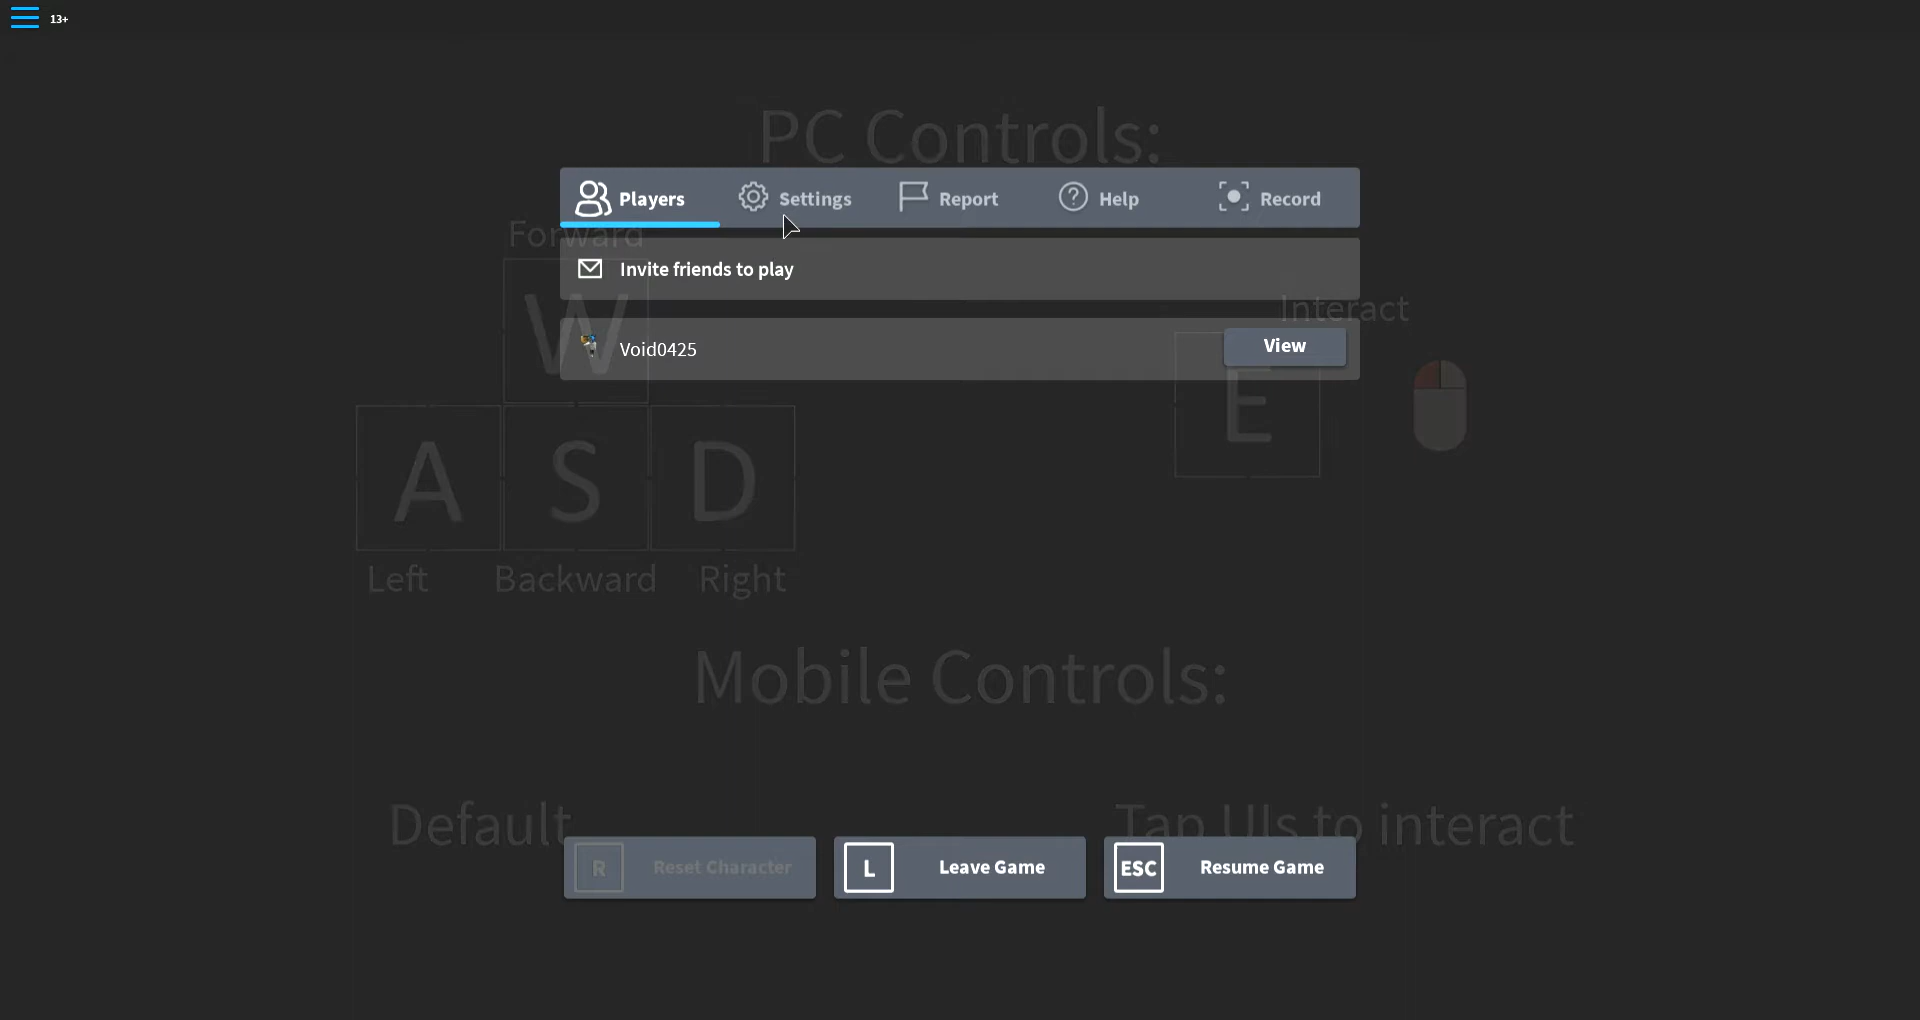 13+
PC Controls:
Players
Settings
Report
Help
Record
Forward
Invite friends to play
W
Interact
Void0425
View
E
A
S
D
Left
Backward
Right
Mobile Controls:
Default
Tap UIs to interact
R
Reset Character
L
Leave Game
ESC
Resume Game